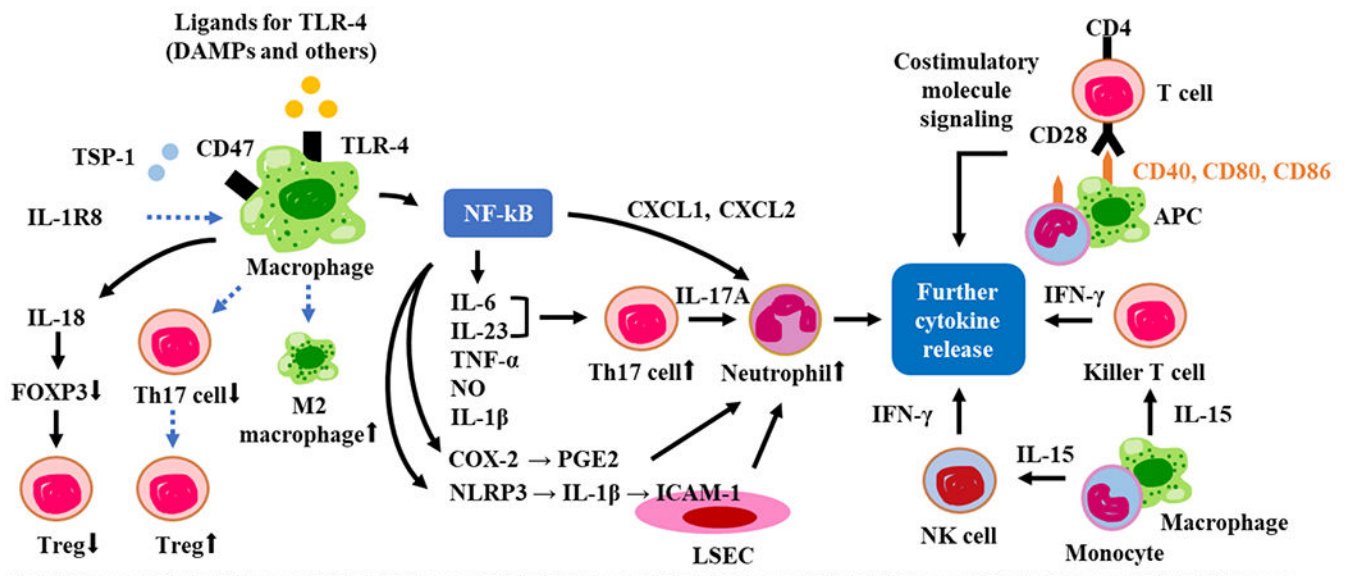 Ligands for TLR-4
(DAMPs and others)
TSP-1
CD47
TLR-4
IL-1R8
Macrophage
IL-18
FOXP3⬇
Treg⬇
Th17 cell⬇
Treg⬆
M2
macrophage⬆
NF-kB
CXCL1, CXCL2
IL-6
IL-23
TNF-α
NO
IL-1β
Th17 cell⬆
IL-17A
Neutrophil⬆
COX-2 → PGE2
NLRP3 → IL-1β → ICAM-1
LSEC
Costimulatory
molecule
signaling
CD4
T cell
CD28
CD40, CD80, CD86
APC
Further
cytokine
release
IFN-γ
Killer T cell
IL-15
IFN-γ
NK cell
IL-15
Macrophage
Monocyte